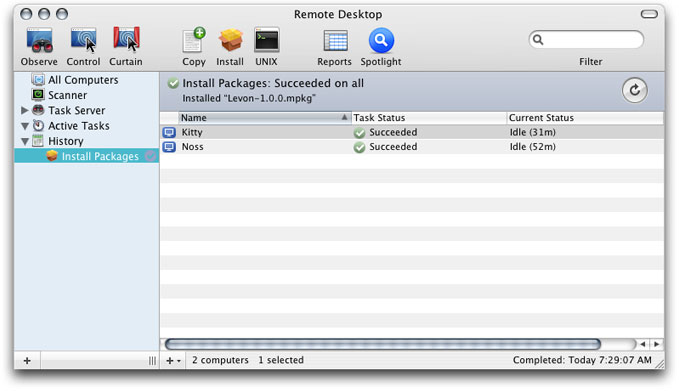 Remote Desktop
Observe Control Curtain Copy Install UNIX Reports Spotlight Filter
All Computers
Scanner
Task Server
Active Tasks
History
Install Packages
Install Packages: Succeeded on all
Installed "Levon-1.0.0.mpkg"
Name Task Status Current Status
Kitty Succeeded Idle (31m)
Noss Succeeded Idle (52m)
2 computers 1 selected Completed: Today 7:29:07 AM